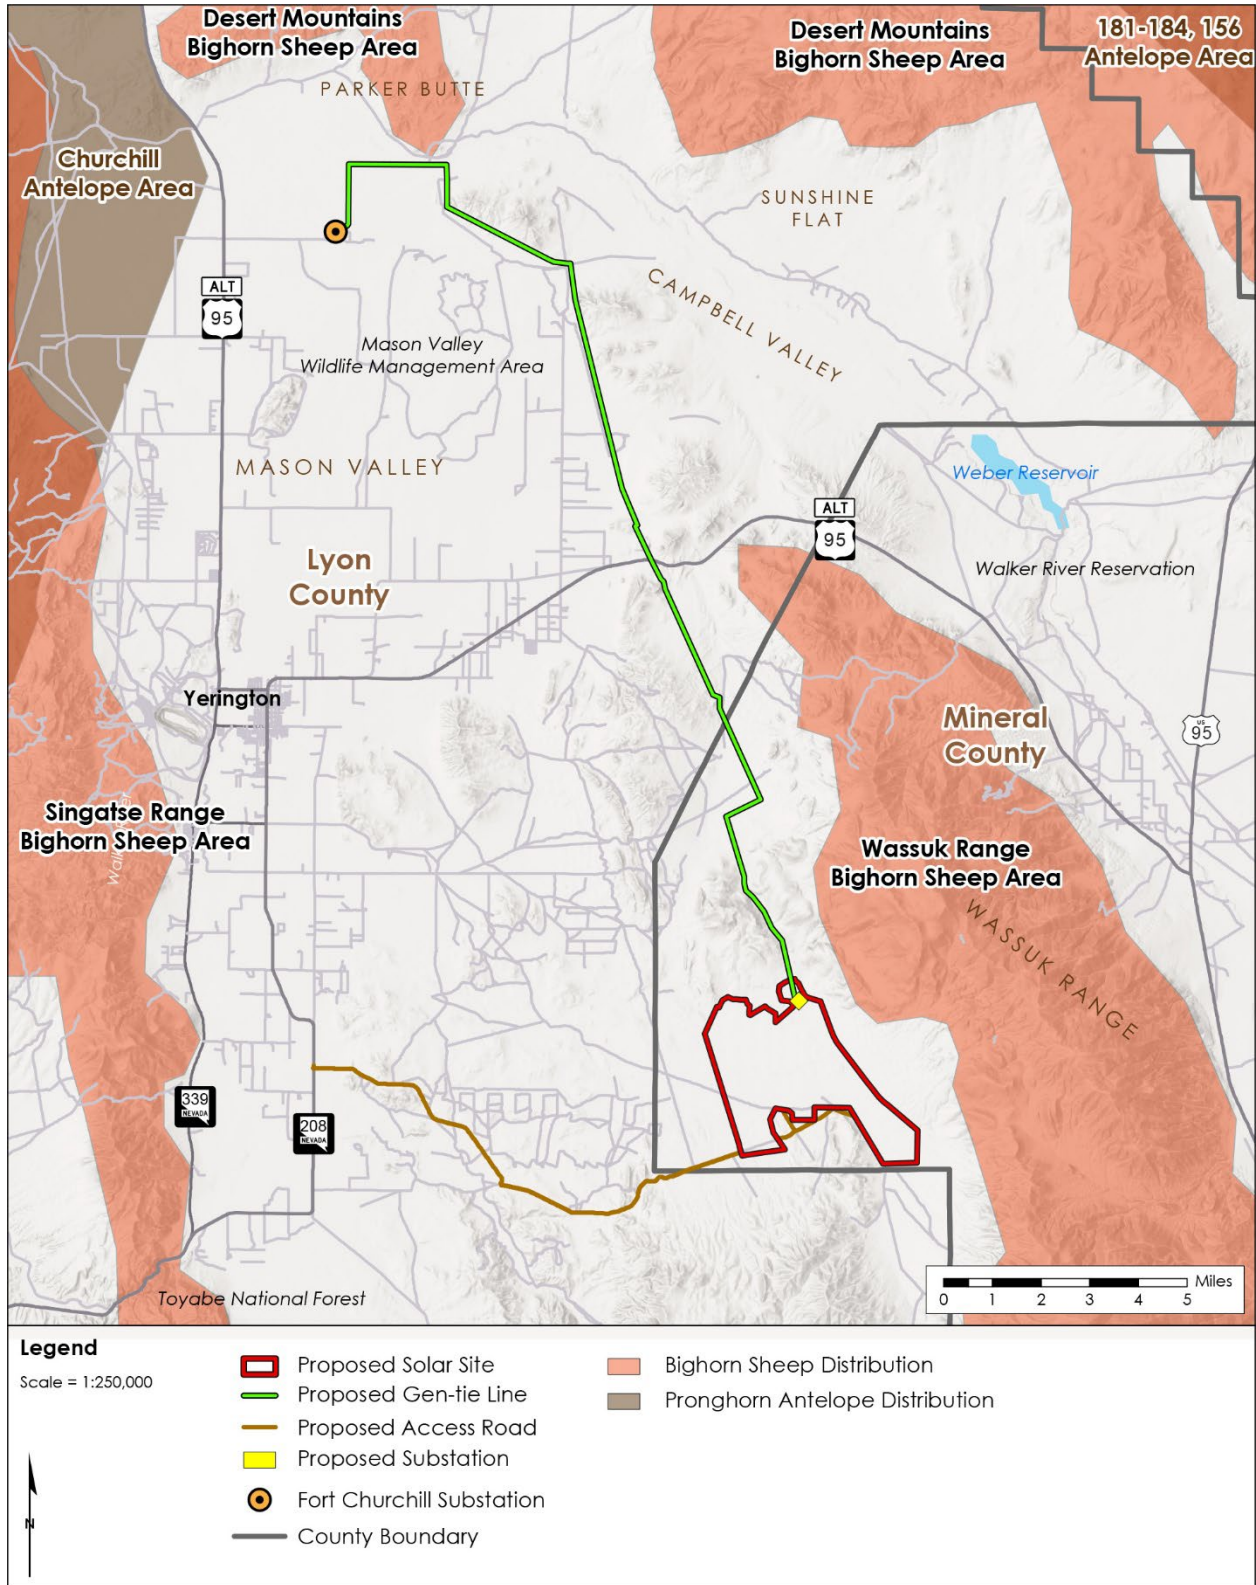 Desert Mountains
Bighorn Sheep Area
Desert Mountains
Bighorn Sheep Area
181-184, 156
Antelope Area
PARKER BUTTE
Churchill
Antelope Area
SUNSHINE
FLAT
ALT
95
CAMPBELL VALLEY
Mason Valley
Wildlife Management Area
MASON VALLEY
Weber Reservoir
ALT
95
Walker River Reservation
Lyon
County
Yerington
Mineral
County
US
95
Singatse Range
Bighorn Sheep Area
Wassuk Range
Bighorn Sheep Area
WASSUK RANGE
339
NEVADA
208
NEVADA
Toyabe National Forest
Miles
0 1 2 3 4 5
Legend
Scale = 1:250,000
Proposed Solar Site
Proposed Gen-tie Line
Proposed Access Road
Proposed Substation
Fort Churchill Substation
County Boundary
Bighorn Sheep Distribution
Pronghorn Antelope Distribution
N